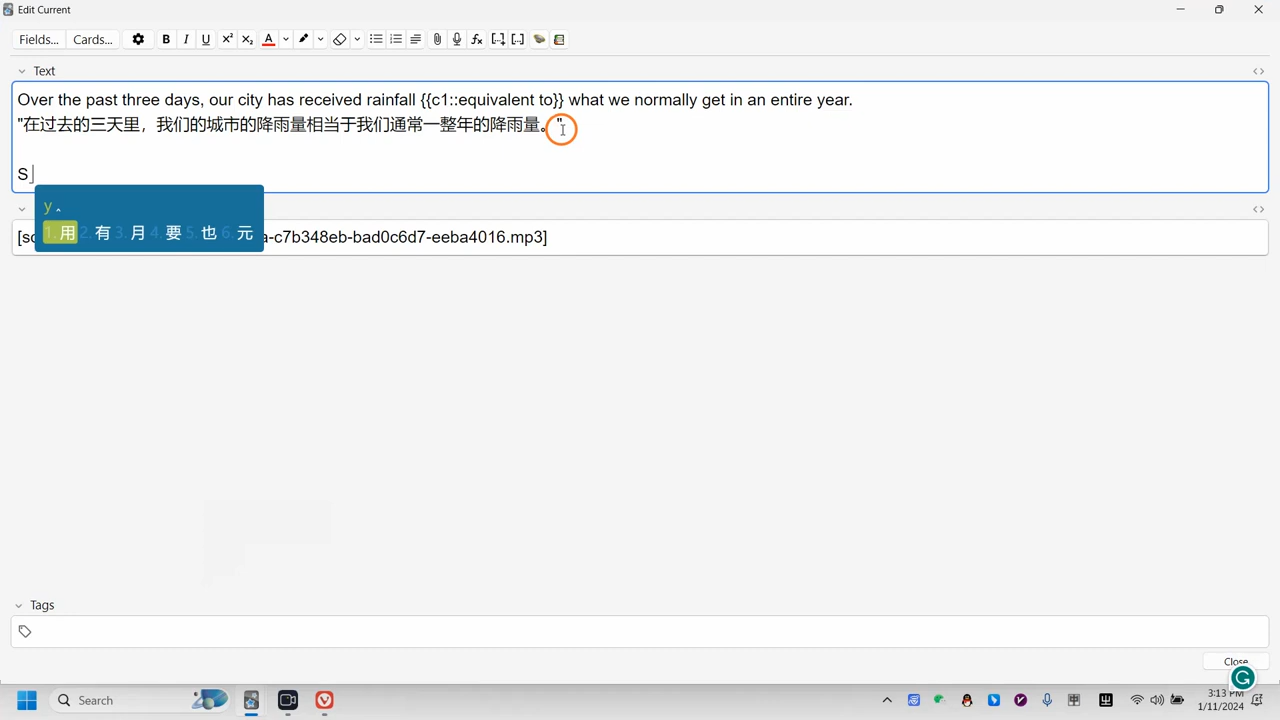 Edit Current
Fields... Cards... B I U X² X₂ A
Text
Over the past three days, our city has received rainfall {{c1::equivalent to}} what we normally get in an entire year.
"在过去的三天里，我们的城市的降雨量相当于我们通常一整年的降雨量。"
S
y
1. 用 2. 有 3. 月 4. 要 5. 也 6. 元
[so a-c7b348eb-bad0c6d7-eeba4016.mp3]
Tags
Close
Search
3:13 PM
1/11/2024